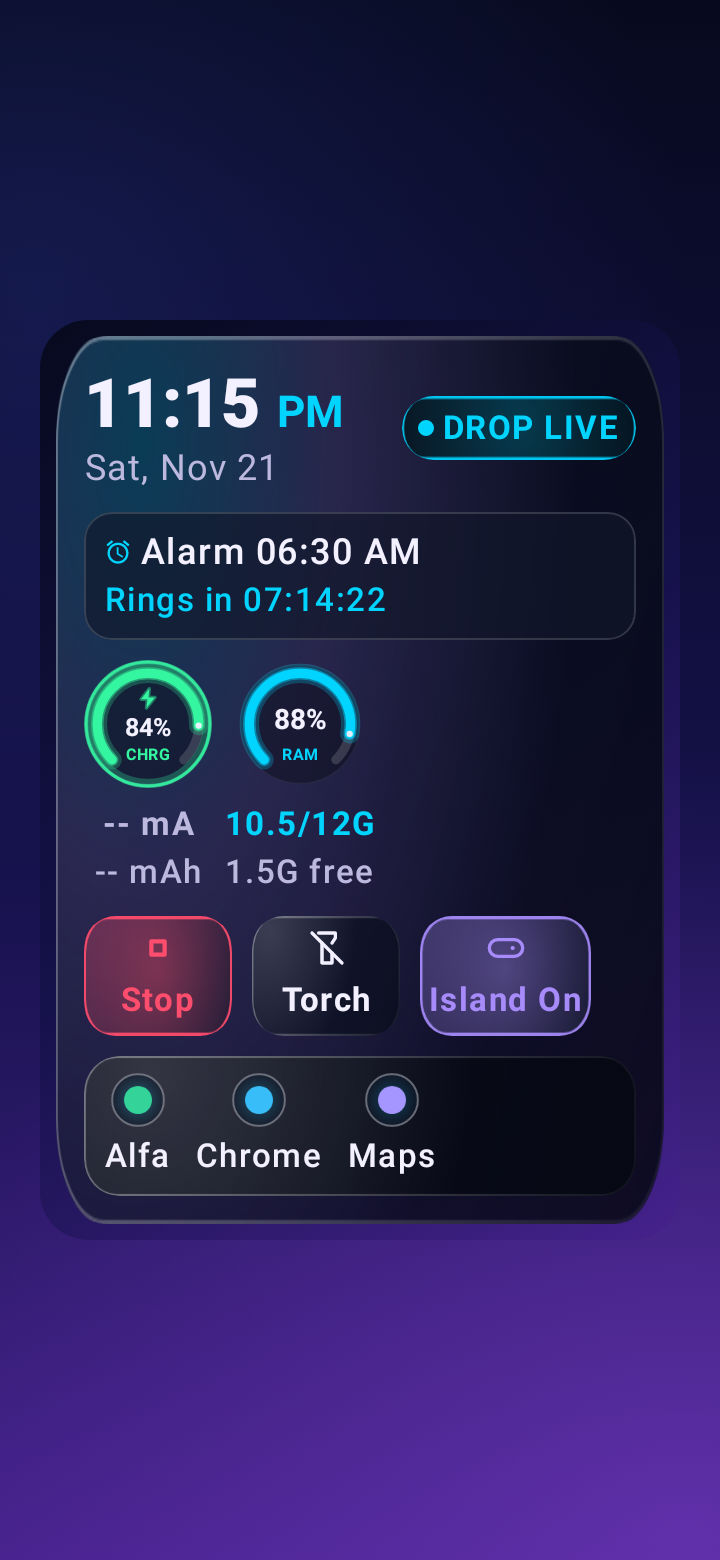 11:15 PM
DROP LIVE
Sat, Nov 21
Alarm 06:30 AM
Rings in 07:14:22
84%
CHRG
88%
RAM
-- mA
10.5/12G
-- mAh
1.5G free
Stop
Torch
Island On
Alfa
Chrome
Maps